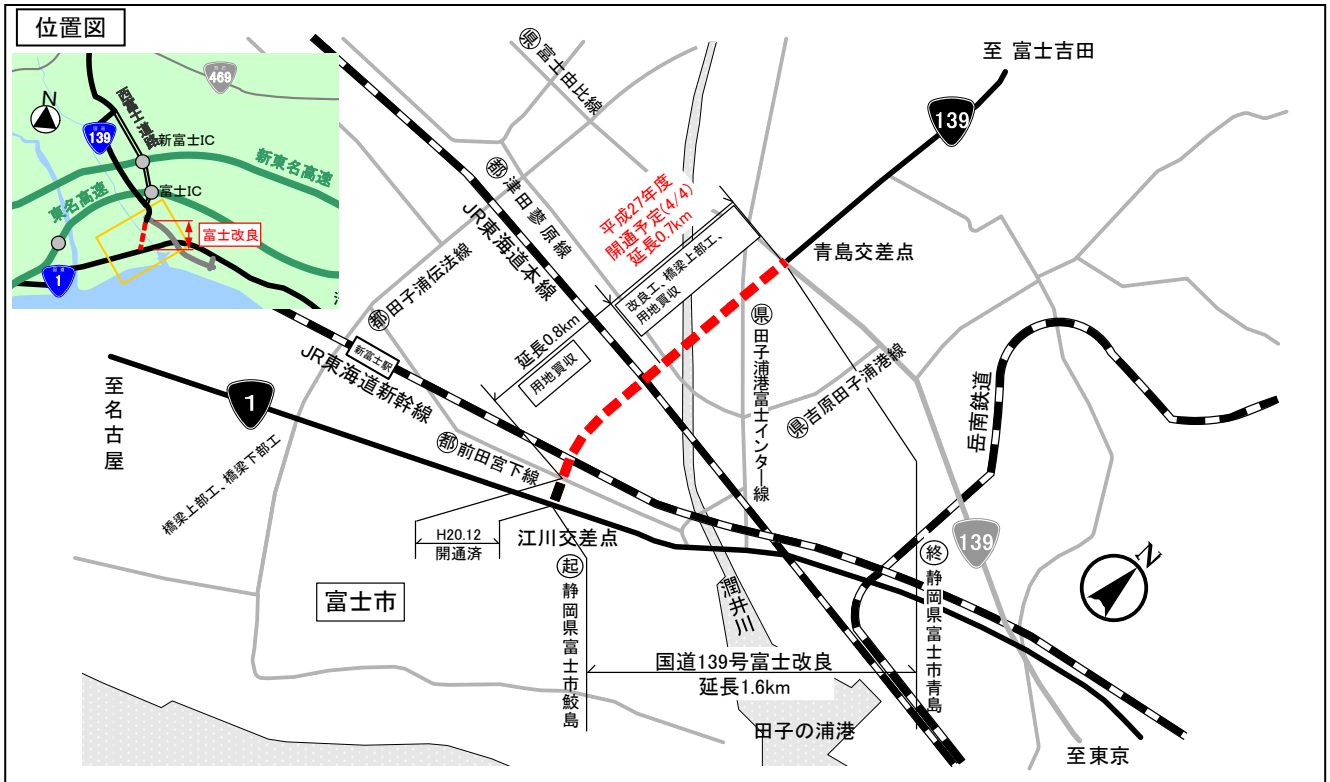 位置図
469
N
西富士道路
国道
139
新富士IC
新東名高速
富士IC
東名高速
富士改良
国道
1
県富士由比線
至 富士吉田
139
都津田蓼原線
JR東海道本線
平成27年度
開通予定(4/4)
延長0.7km
改良工、橋梁上部工、
用地買収
青島交差点
都田子浦伝法線
延長0.8km
用地買収
新富士駅
JR東海道新幹線
県田子浦港富士インター線
県吉原田子浦港線
岳南鉄道
至名古屋
1
都前田宮下線
橋梁上部工、橋梁下部工
H20.12
開通済
江川交差点
139
N
富士市
起 静岡県富士市鮫島
潤井川
終 静岡県富士市青島
国道139号富士改良
延長1.6km
田子の浦港
至東京